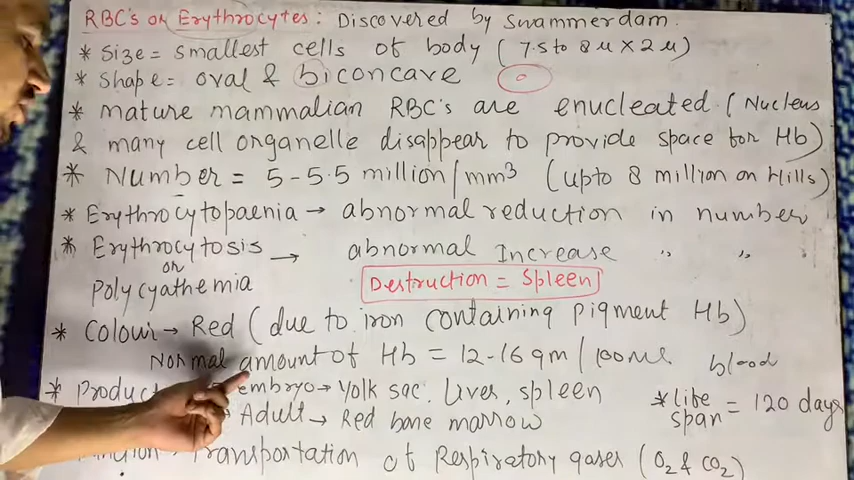 RBC's or Erythrocytes: Discovered by Swammerdam.
* Size = smallest cells of body (7.5 to 8 μ × 2 μ)
* Shape = oval & biconcave
* mature mammalian RBC's are enucleated (Nucleus
& many cell organelle disappear to provide space for Hb)
* Number = 5-5.5 million/mm³ (upto 8 million on Hills)
* Erythrocytopaenia → abnormal reduction in number
* Erythrocytosis → abnormal Increase " "
or
Polycyathemia
Destruction = Spleen
* Colour → Red (due to iron containing pigment Hb)
Normal amount of Hb = 12-16 gm/100ml blood
* Product embryo → Yolk sac, Liver, spleen
* life span = 120 days
Adult → Red bone marrow
Transportation of Respiratory gases (O₂ & CO₂)